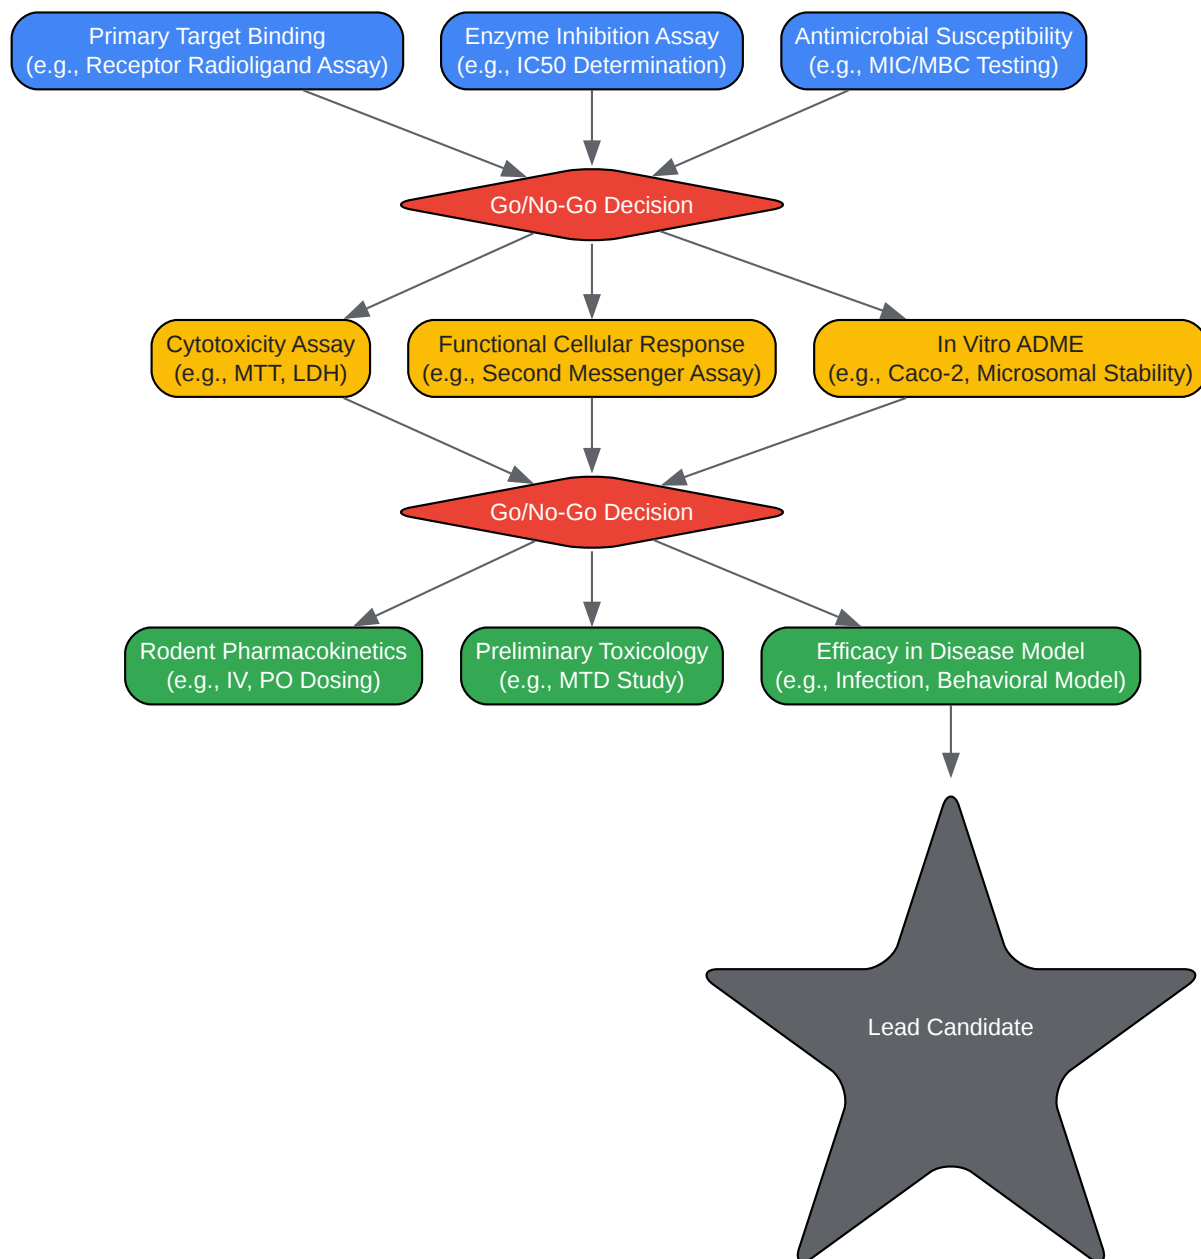 Primary Target Binding
(e.g., Receptor Radioligand Assay)
Enzyme Inhibition Assay
(e.g., IC50 Determination)
Antimicrobial Susceptibility
(e.g., MIC/MBC Testing)
Go/No-Go Decision
Cytotoxicity Assay
(e.g., MTT, LDH)
Functional Cellular Response
(e.g., Second Messenger Assay)
In Vitro ADME
(e.g., Caco-2, Microsomal Stability)
Go/No-Go Decision
Rodent Pharmacokinetics
(e.g., IV, PO Dosing)
Preliminary Toxicology
(e.g., MTD Study)
Efficacy in Disease Model
(e.g., Infection, Behavioral Model)
Lead Candidate